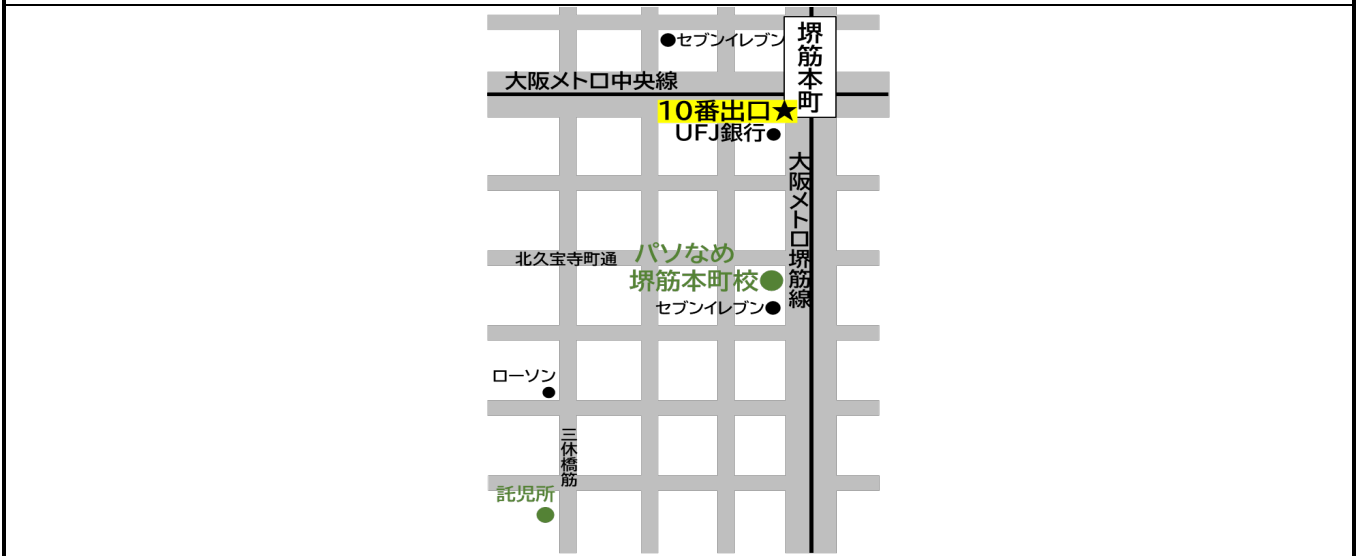 ●セブンイレブン
堺筋本町
大阪メトロ中央線
10番出口★
UFJ銀行●
大阪メトロ堺筋線
北久宝寺町通
パソなめ
堺筋本町校●
セブンイレブン●
ローソン
三休橋筋
託児所